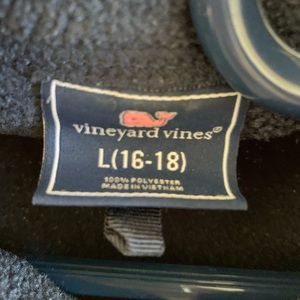 vineyard vines®
L(16-18)
100% POLYESTER
MADE IN VIETNAM